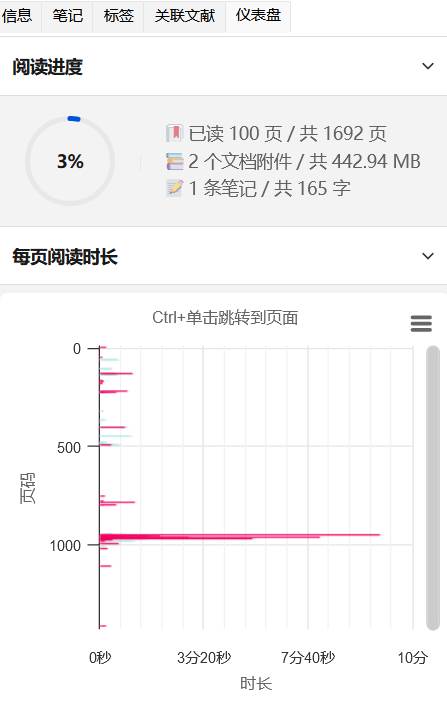 信息 笔记 标签 关联文献 仪表盘
阅读进度
3%
已读 100 页 / 共 1692 页
2 个文档附件 / 共 442.94 MB
1 条笔记 / 共 165 字
每页阅读时长
Ctrl+单击跳转到页面
0
500
页码
1000
0秒 3分20秒 7分40秒 10分
时长